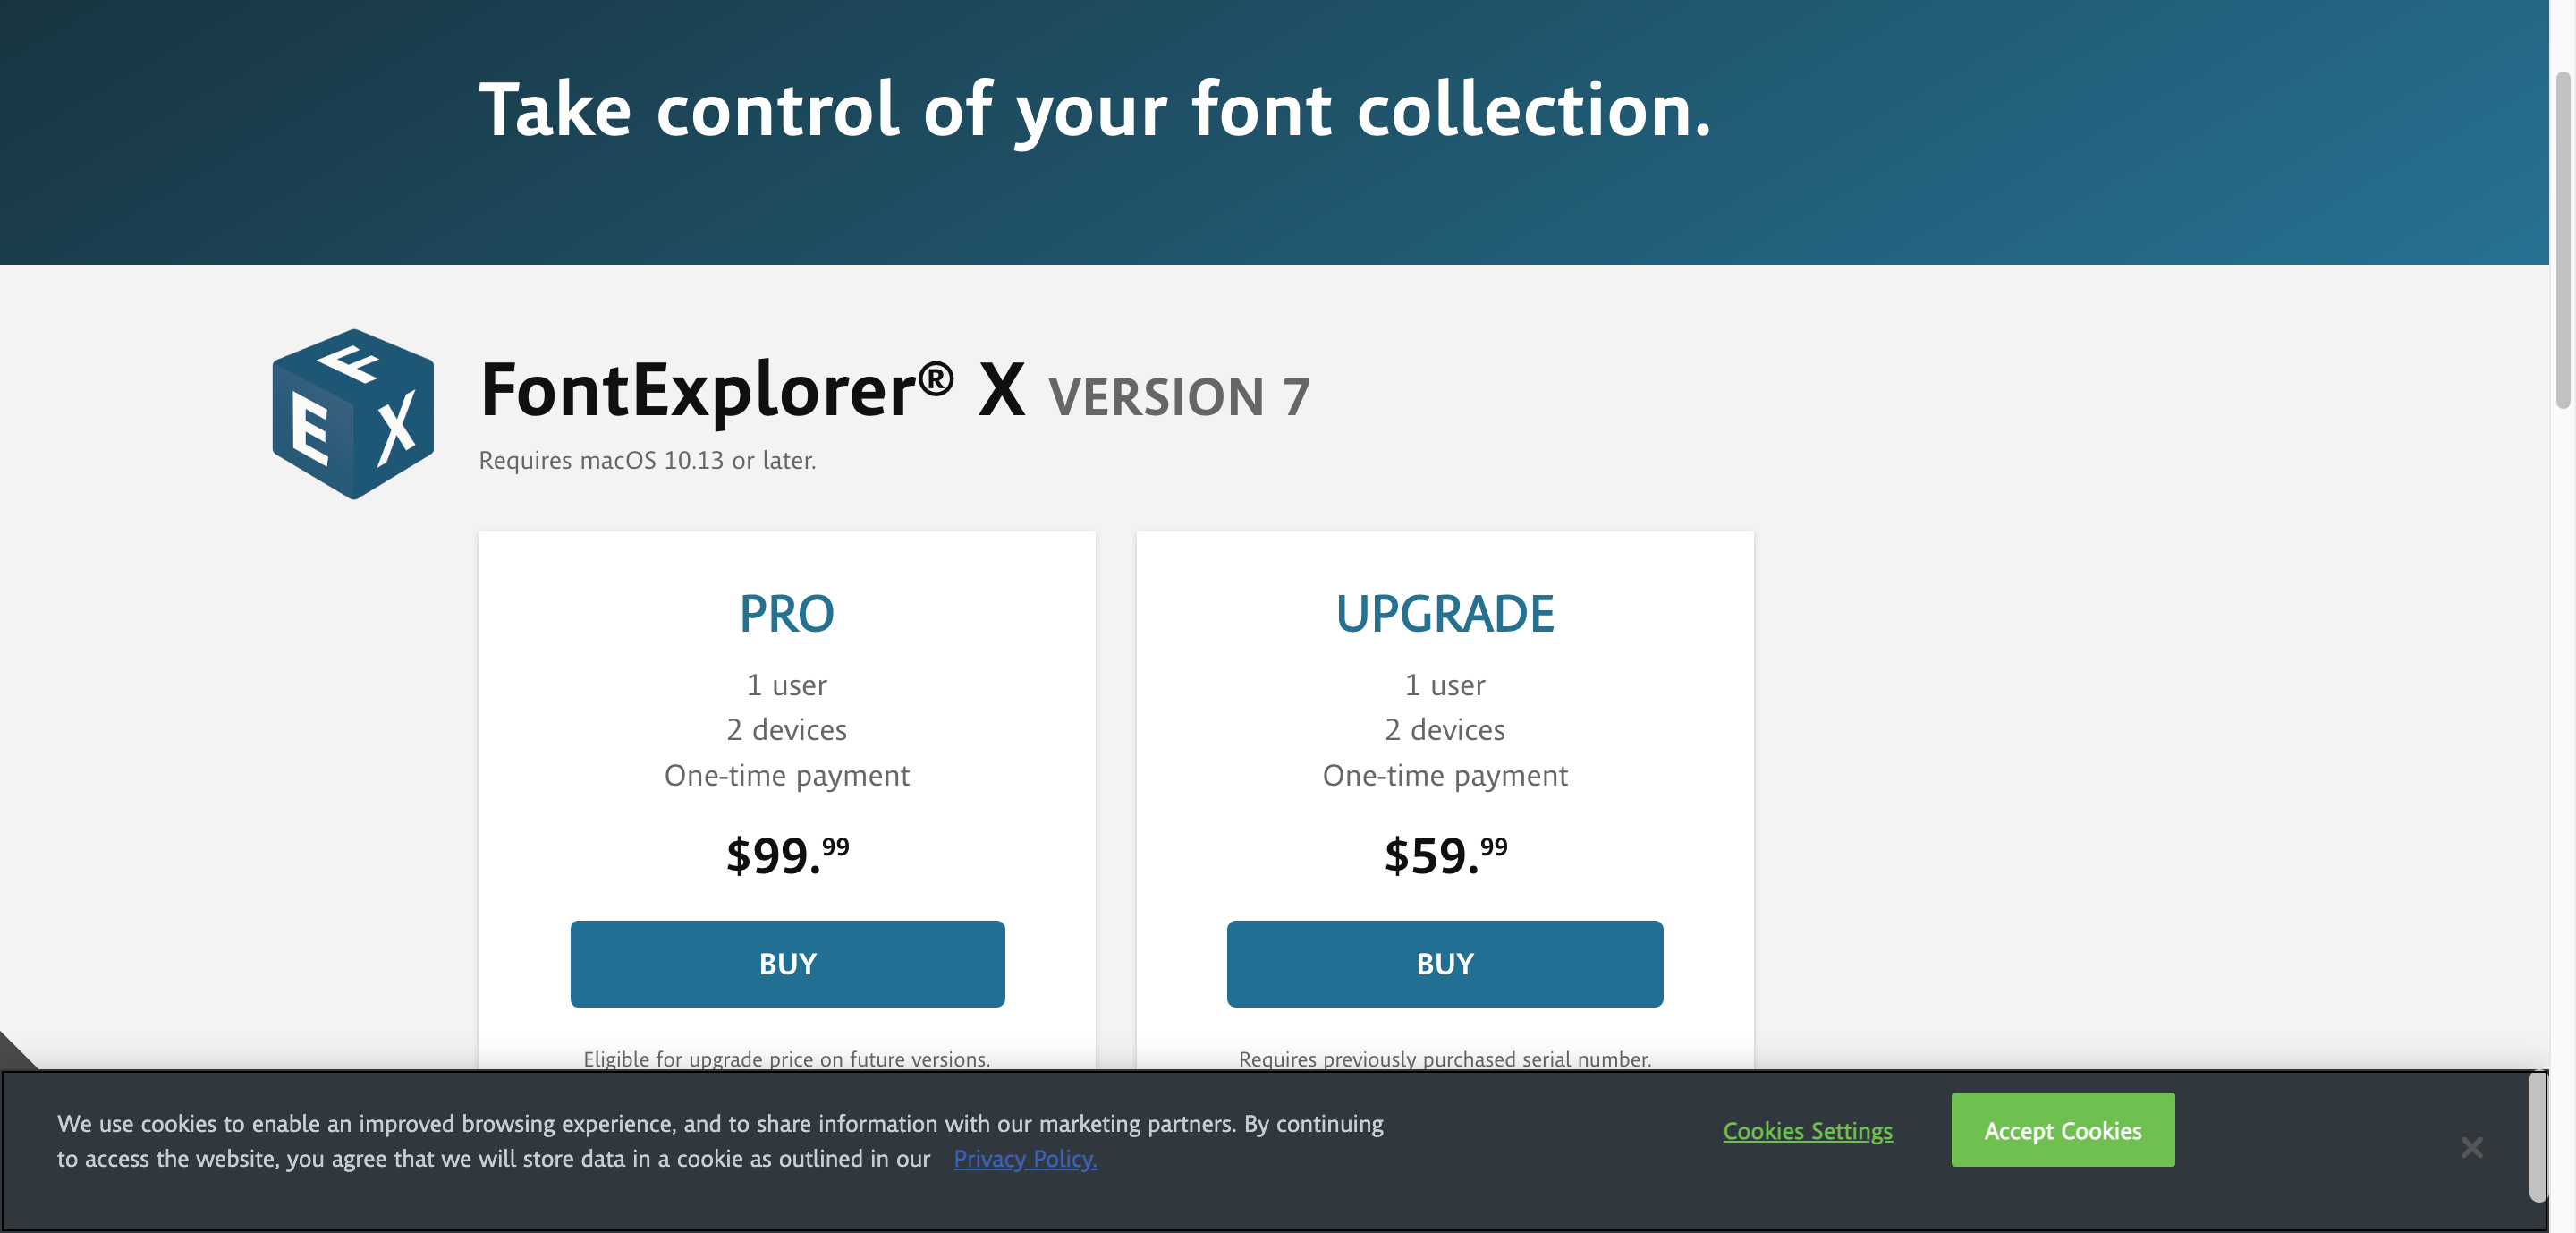 Take control of your font collection.
F
E X
FontExplorer® X VERSION 7
Requires macOS 10.13 or later.
PRO
1 user
2 devices
One-time payment
$99.99
BUY
Eligible for upgrade price on future versions.
UPGRADE
1 user
2 devices
One-time payment
$59.99
BUY
Requires previously purchased serial number.
We use cookies to enable an improved browsing experience, and to share information with our marketing partners. By continuing
to access the website, you agree that we will store data in a cookie as outlined in our Privacy Policy.
Cookies Settings
Accept Cookies